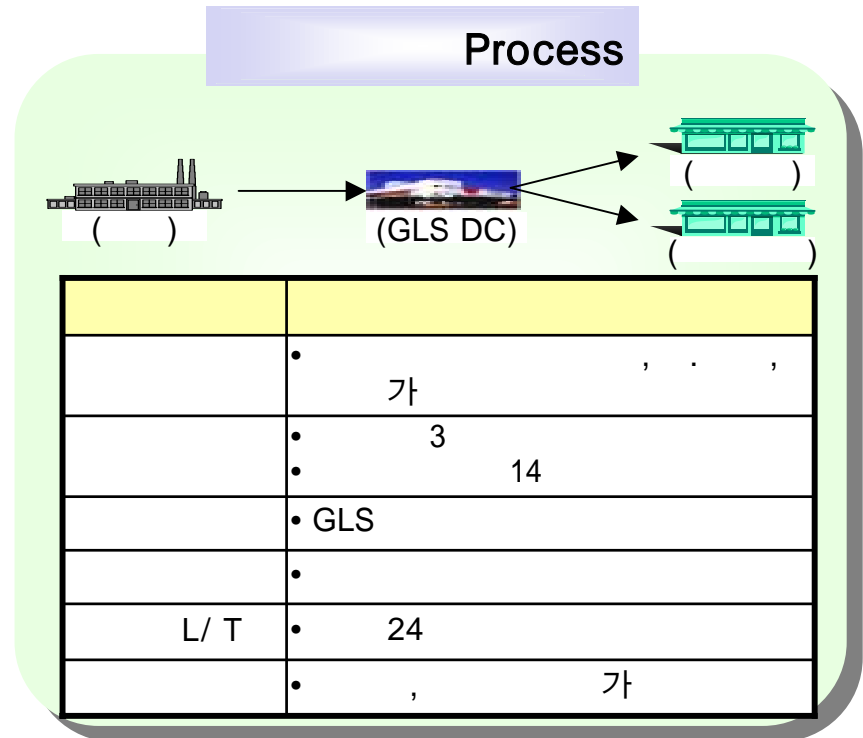 Process
( )
( )
(GLS DC)
( )
• , . ,
가
• 3
• 14
• GLS
•
L/ T • 24
• , 가